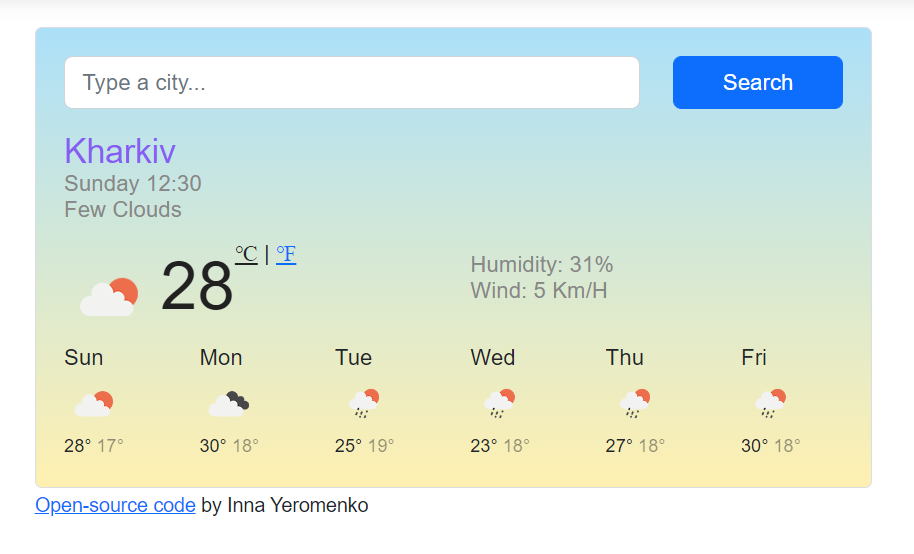 Type a city...
Search
Kharkiv
Sunday 12:30
Few Clouds
28 °C | °F
Humidity: 31%
Wind: 5 Km/H
Sun Mon Tue Wed Thu Fri
28° 17° 30° 18° 25° 19° 23° 18° 27° 18° 30° 18°
Open-source code by Inna Yeromenko